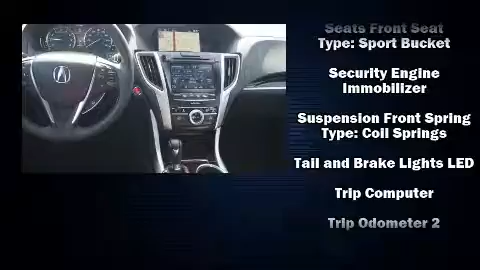 Seats Front Seat
Type: Sport Bucket
Security Engine
Immobilizer
Suspension Front Spring
Type: Coil Springs
Tail and Brake Lights LED
Trip Computer
Trip Odometer 2